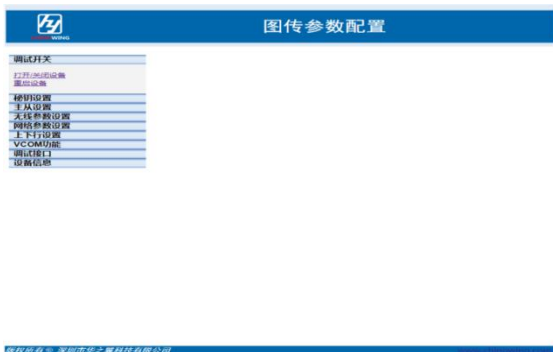 WING
图传参数配置
调试开关
打开/关闭设备
重启设备
秘钥设置
主从设置
无线参数设置
网络参数设置
上下行设置
VCOM功能
调试接口
设备信息
版权所有© 深圳市华之翼科技有限公司